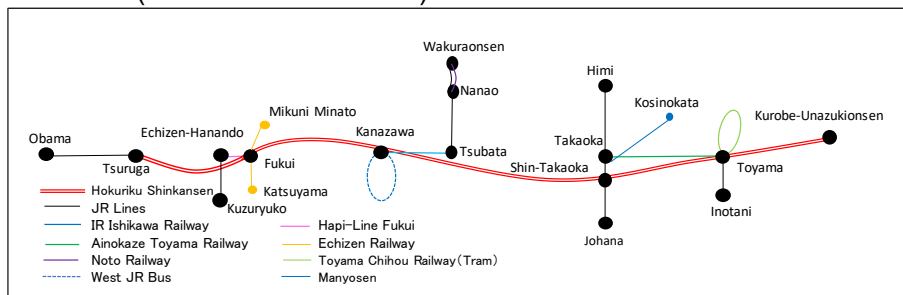 Wakuraonsen
Himi
Nanao
Kosinokata
Kurobe-Unazukionsen
Mikuni Minato
Echizen-Hanando
Kanazawa
Obama
Takaoka
Tsubata
Fukui
Tsuruga
Shin-Takaoka
Toyama
Katsuyama
Kuzuryuko
Inotani
Johana
Hokuriku Shinkansen
JR Lines
IR Ishikawa Railway
Ainokaze Toyama Railway
Noto Railway
West JR Bus
Hapi-Line Fukui
Echizen Railway
Toyama Chihou Railway(Tram)
Manyosen